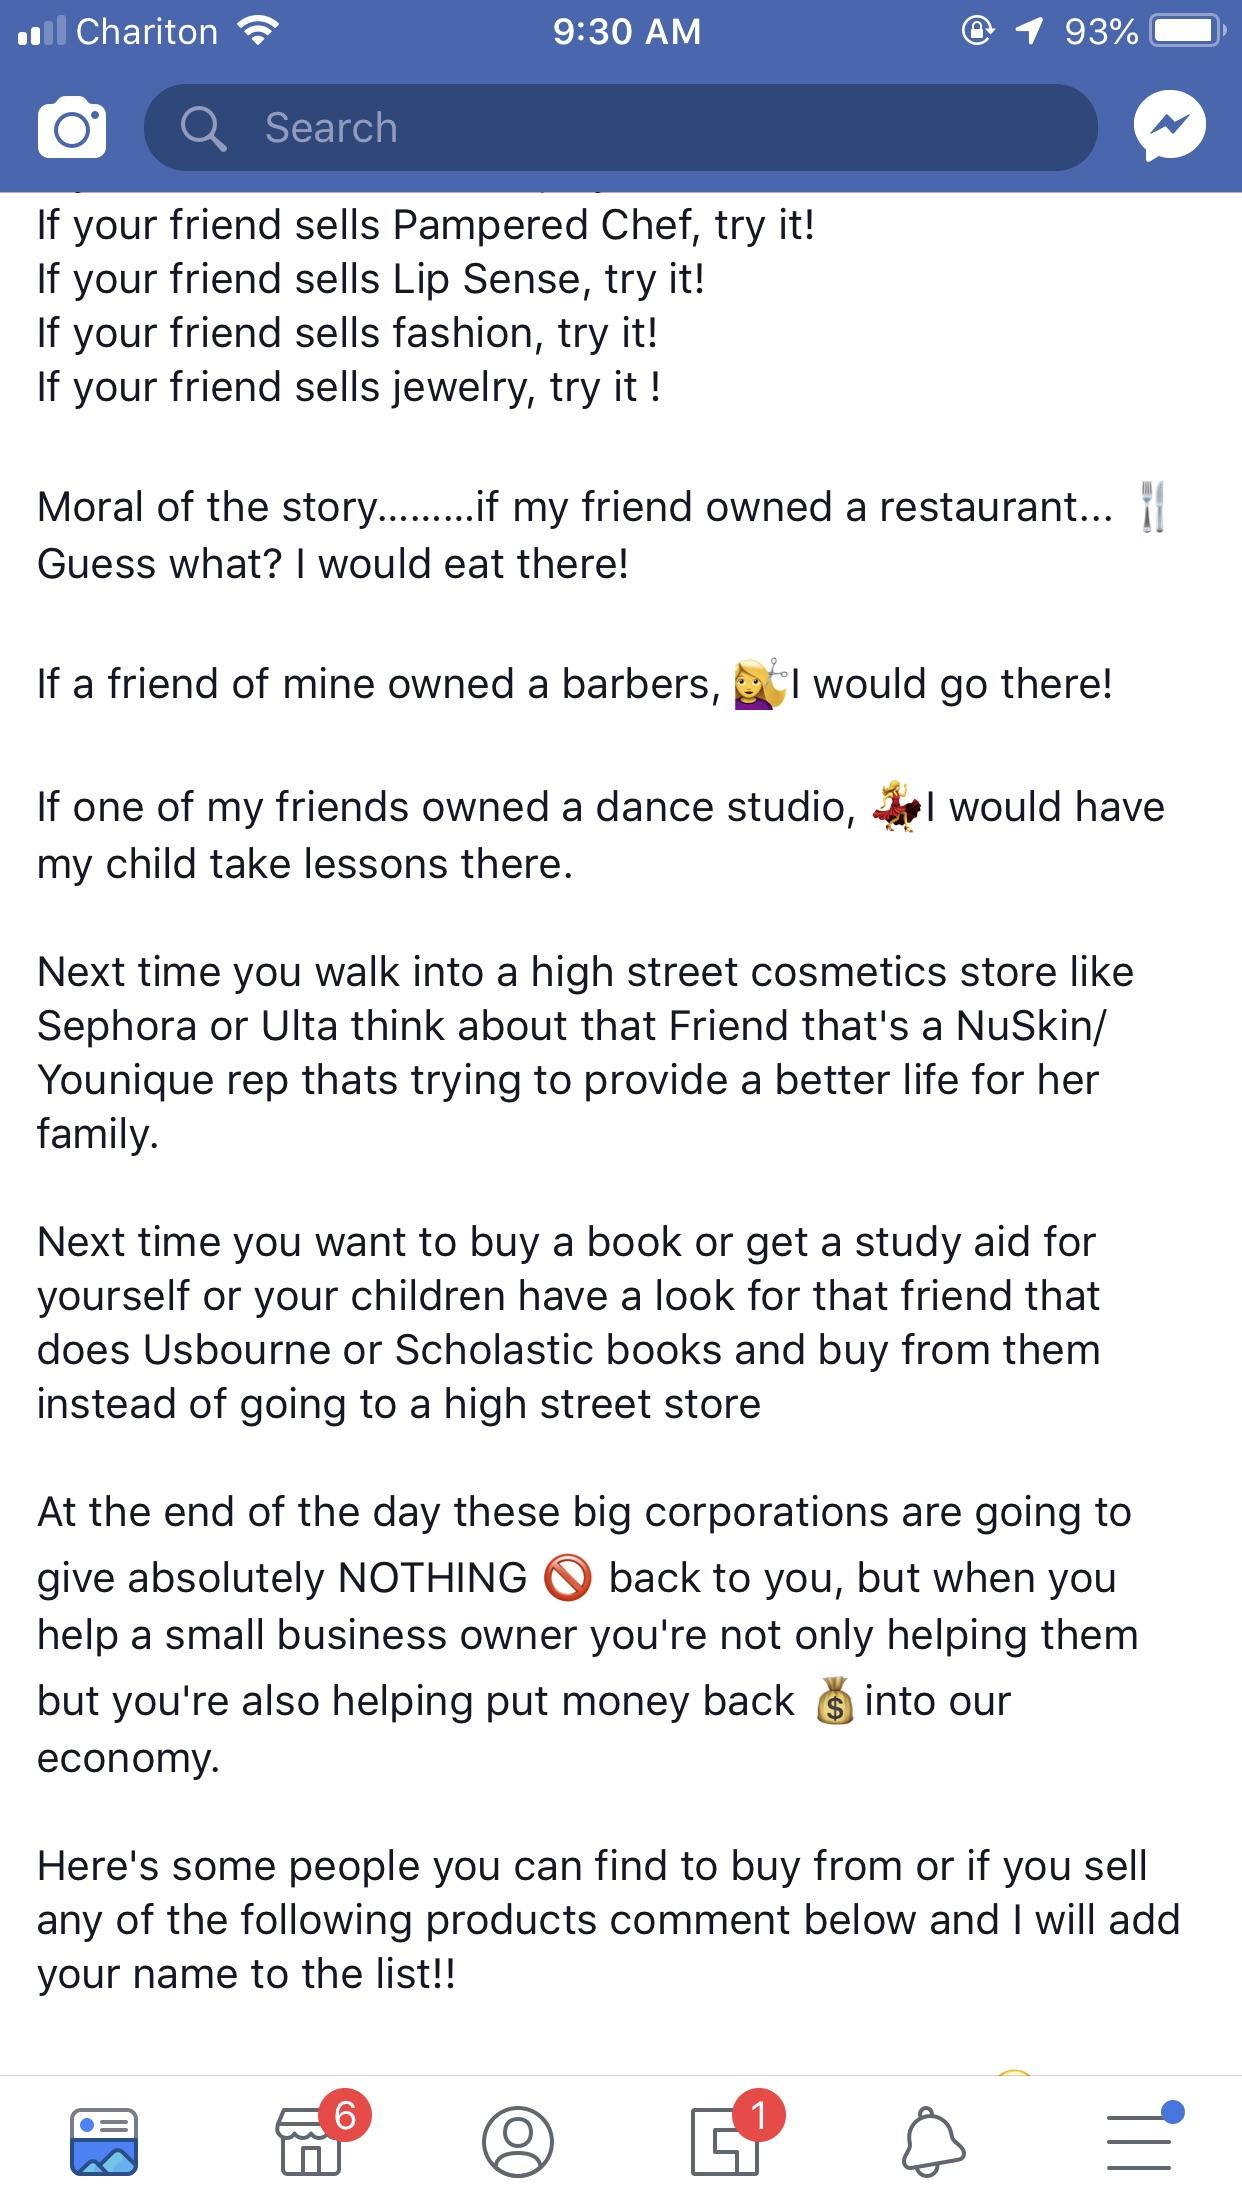 Chariton 9:30 AM 93%
Search
If your friend sells Pampered Chef, try it!
If your friend sells Lip Sense, try it!
If your friend sells fashion, try it!
If your friend sells jewelry, try it !
Moral of the story.........if my friend owned a restaurant... 🍴
Guess what? I would eat there!
If a friend of mine owned a barbers, 💇‍♀️I would go there!
If one of my friends owned a dance studio, 💃I would have
my child take lessons there.
Next time you walk into a high street cosmetics store like
Sephora or Ulta think about that Friend that's a NuSkin/
Younique rep thats trying to provide a better life for her
family.
Next time you want to buy a book or get a study aid for
yourself or your children have a look for that friend that
does Usbourne or Scholastic books and buy from them
instead of going to a high street store
At the end of the day these big corporations are going to
give absolutely NOTHING 🚫 back to you, but when you
help a small business owner you're not only helping them
but you're also helping put money back 💰into our
economy.
Here's some people you can find to buy from or if you sell
any of the following products comment below and I will add
your name to the list!!
6 1